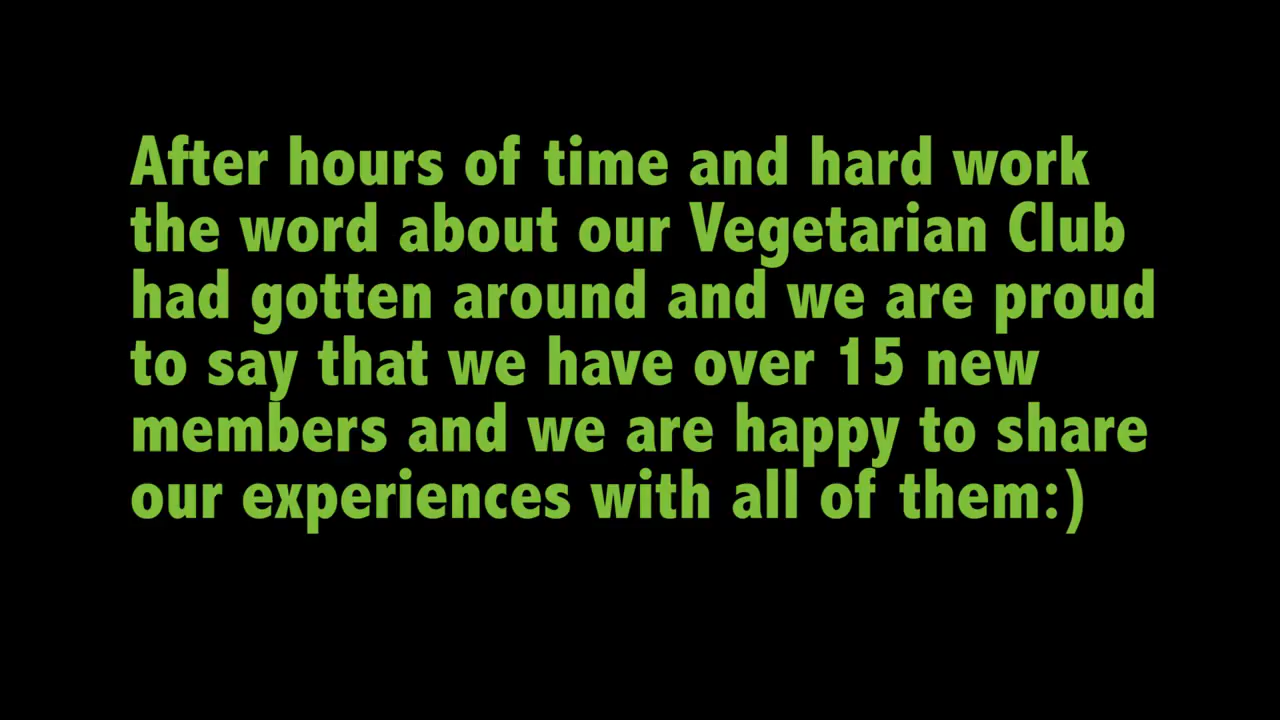 After hours of time and hard work
the word about our Vegetarian Club
had gotten around and we are proud
to say that we have over 15 new
members and we are happy to share
our experiences with all of them:)